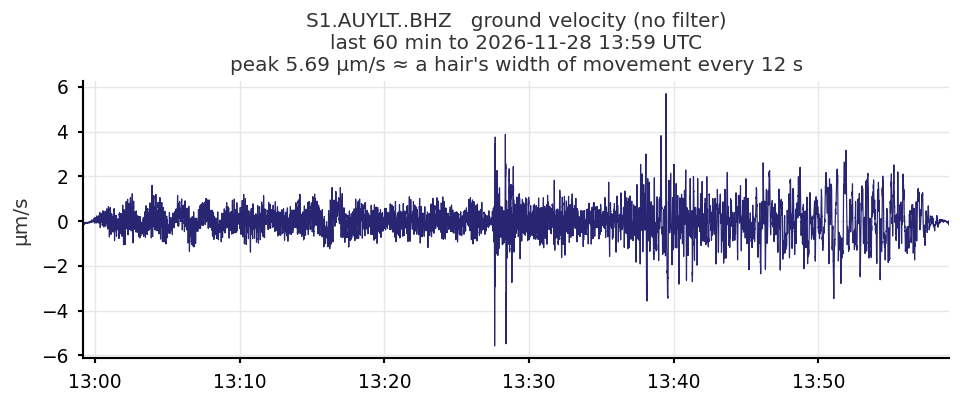 S1.AUYLT..BHZ   ground velocity (no filter)
last 60 min to 2026-11-28 13:59 UTC
peak 5.69 µm/s ≈ a hair's width of movement every 12 s
µm/s
6
4
2
0
−2
−4
−6
13:00 13:10 13:20 13:30 13:40 13:50